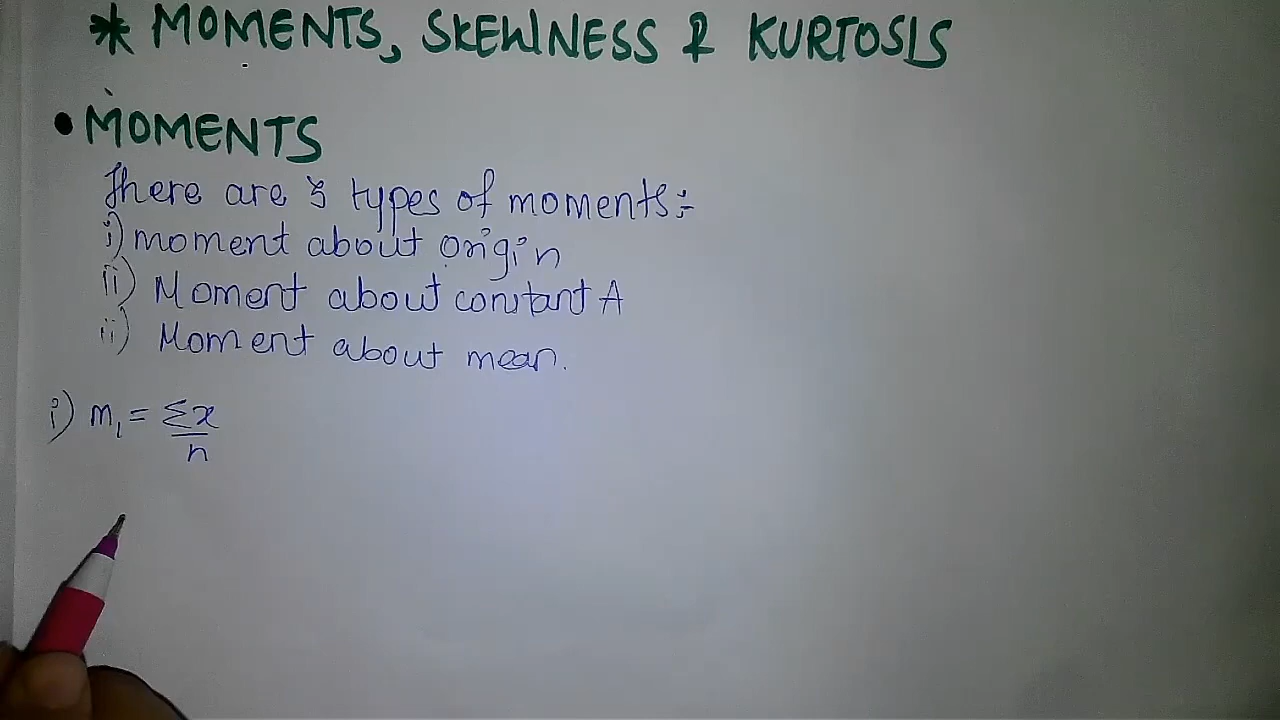 * MOMENTS, SKEWNESS & KURTOSIS
• MOMENTS
There are 3 types of moments:-
i) moment about origin
ii) Moment about constant A
ii) Moment about mean.
i) m₁ = Σx/n